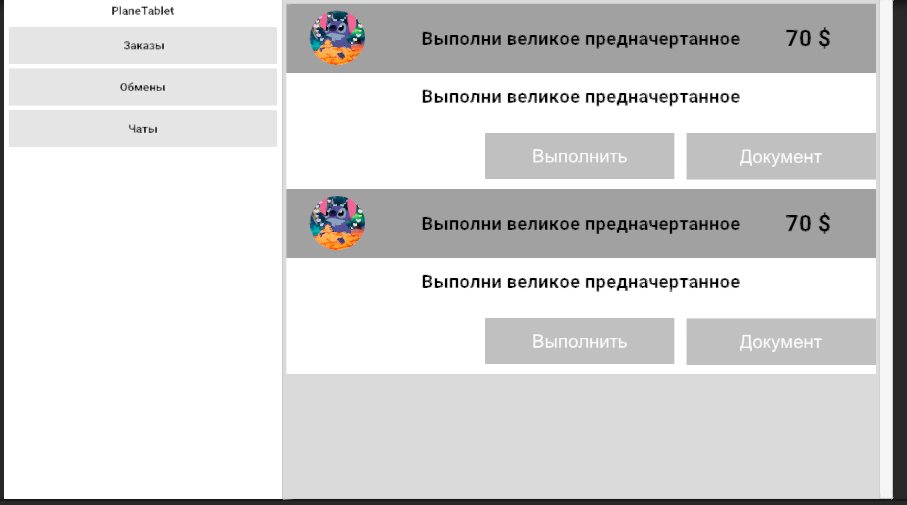 PlaneTablet
Заказы
Обмены
Чаты
Выполни великое предначертанное 70 $
Выполни великое предначертанное
Выполнить Документ
Выполни великое предначертанное 70 $
Выполни великое предначертанное
Выполнить Документ